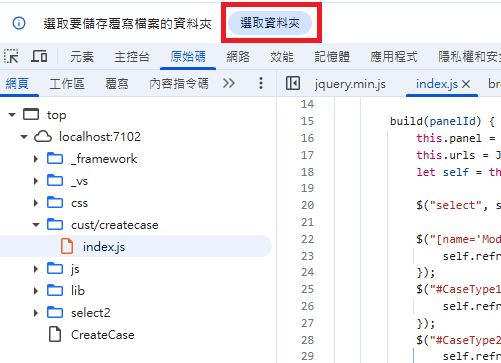 選取要儲存覆寫檔案的資料夾 選取資料夾
元素 主控台 原始碼 網路 效能 記憶體 應用程式 隱私權和安
網頁 工作區 覆寫 內容指令碼 jquery.min.js index.js bro
top
localhost:7102
_framework
_vs
css
cust/createcase
index.js
js
lib
select2
CreateCase
14
15 build(panelId) {
16 this.panel =
17 this.urls = J
18 let self = th
19
20 $("select", s
21
22 $("[name='Mod
23 self.refr
24 });
25 $("#CaseType1
26 self.refr
27 });
28 $("#CaseType2
29 self.refr